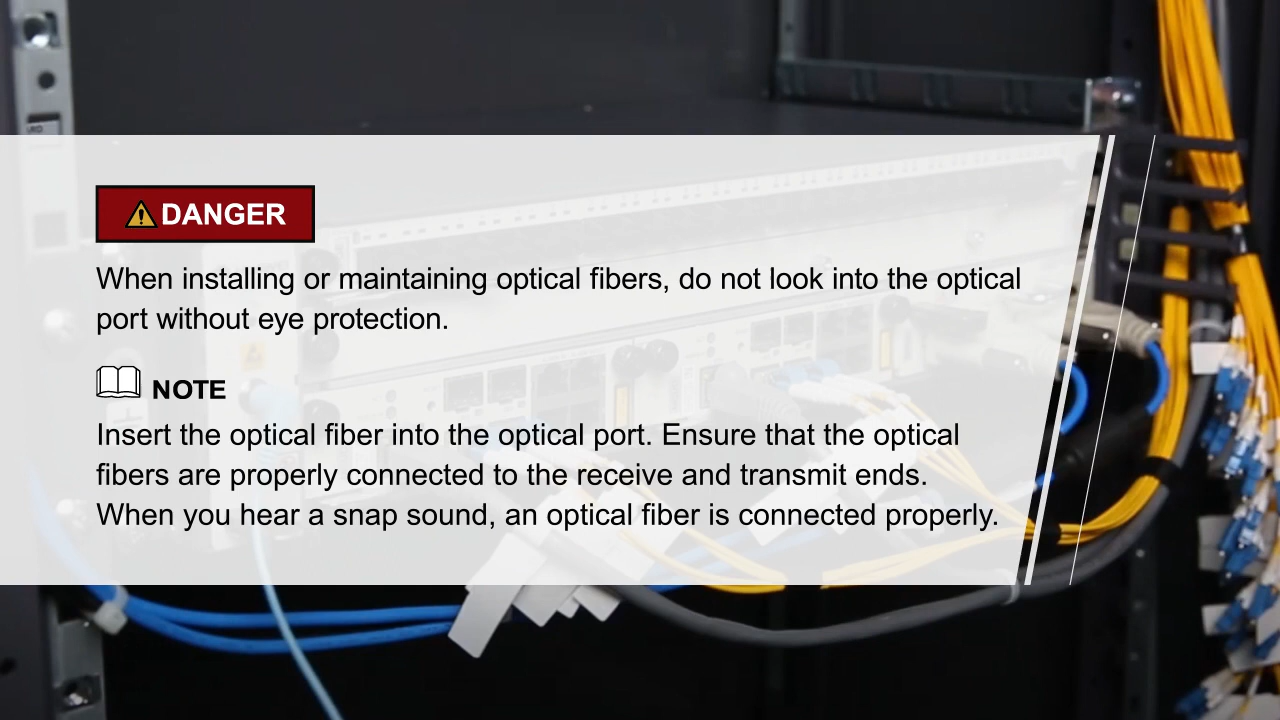 DANGER
When installing or maintaining optical fibers, do not look into the optical
port without eye protection.
NOTE
Insert the optical fiber into the optical port. Ensure that the optical
fibers are properly connected to the receive and transmit ends.
When you hear a snap sound, an optical fiber is connected properly.